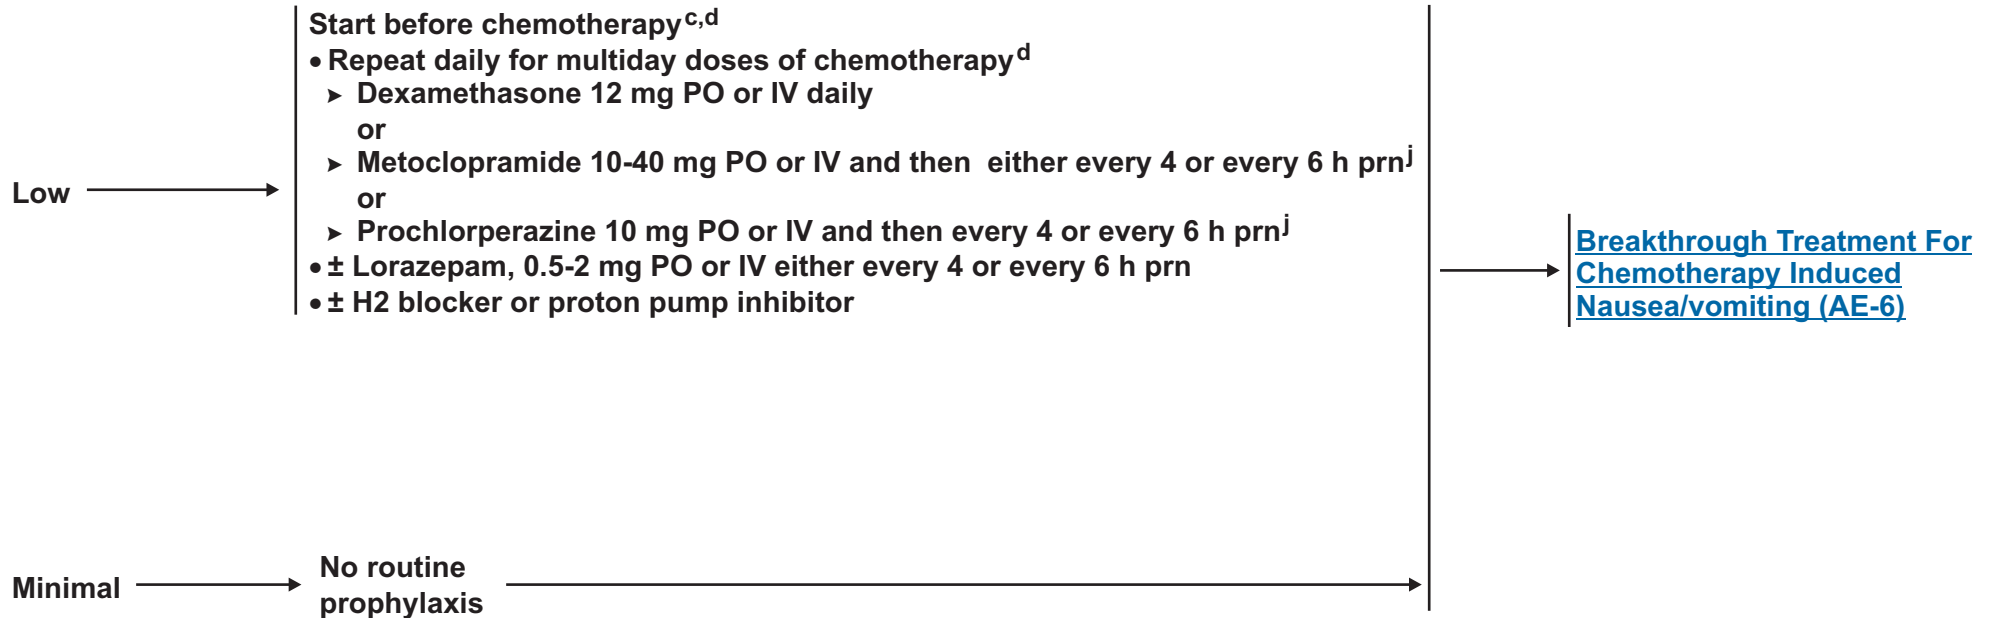 Start before chemotherapy c,d
• Repeat daily for multiday doses of chemotherapy d
➤ Dexamethasone 12 mg PO or IV daily
or
➤ Metoclopramide 10-40 mg PO or IV and then either every 4 or every 6 h prn j
or
➤ Prochlorperazine 10 mg PO or IV and then every 4 or every 6 h prn j
• ± Lorazepam, 0.5-2 mg PO or IV either every 4 or every 6 h prn
• ± H2 blocker or proton pump inhibitor
Low
Breakthrough Treatment For
Chemotherapy Induced
Nausea/vomiting (AE-6)
Minimal
No routine
prophylaxis